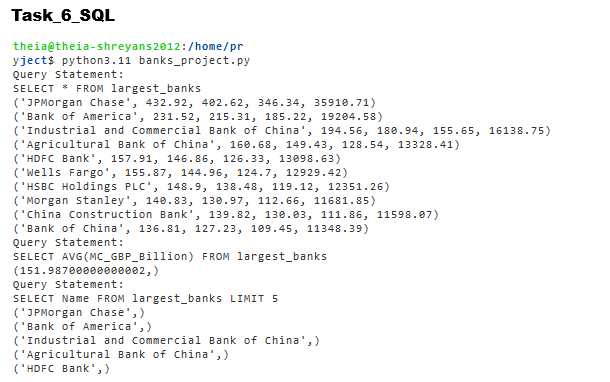 Task_6_SQL
theia@theia-shreyans2012:/home/pr
yject$ python3.11 banks_project.py
Query Statement:
SELECT * FROM largest_banks
('JPMorgan Chase', 432.92, 402.62, 346.34, 35910.71)
('Bank of America', 231.52, 215.31, 185.22, 19204.58)
('Industrial and Commercial Bank of China', 194.56, 180.94, 155.65, 16138.75)
('Agricultural Bank of China', 160.68, 149.43, 128.54, 13328.41)
('HDFC Bank', 157.91, 146.86, 126.33, 13098.63)
('Wells Fargo', 155.87, 144.96, 124.7, 12929.42)
('HSBC Holdings PLC', 148.9, 138.48, 119.12, 12351.26)
('Morgan Stanley', 140.83, 130.97, 112.66, 11681.85)
('China Construction Bank', 139.82, 130.03, 111.86, 11598.07)
('Bank of China', 136.81, 127.23, 109.45, 11348.39)
Query Statement:
SELECT AVG(MC_GBP_Billion) FROM largest_banks
(151.98700000000002,)
Query Statement:
SELECT Name FROM largest_banks LIMIT 5
('JPMorgan Chase',)
('Bank of America',)
('Industrial and Commercial Bank of China',)
('Agricultural Bank of China',)
('HDFC Bank',)